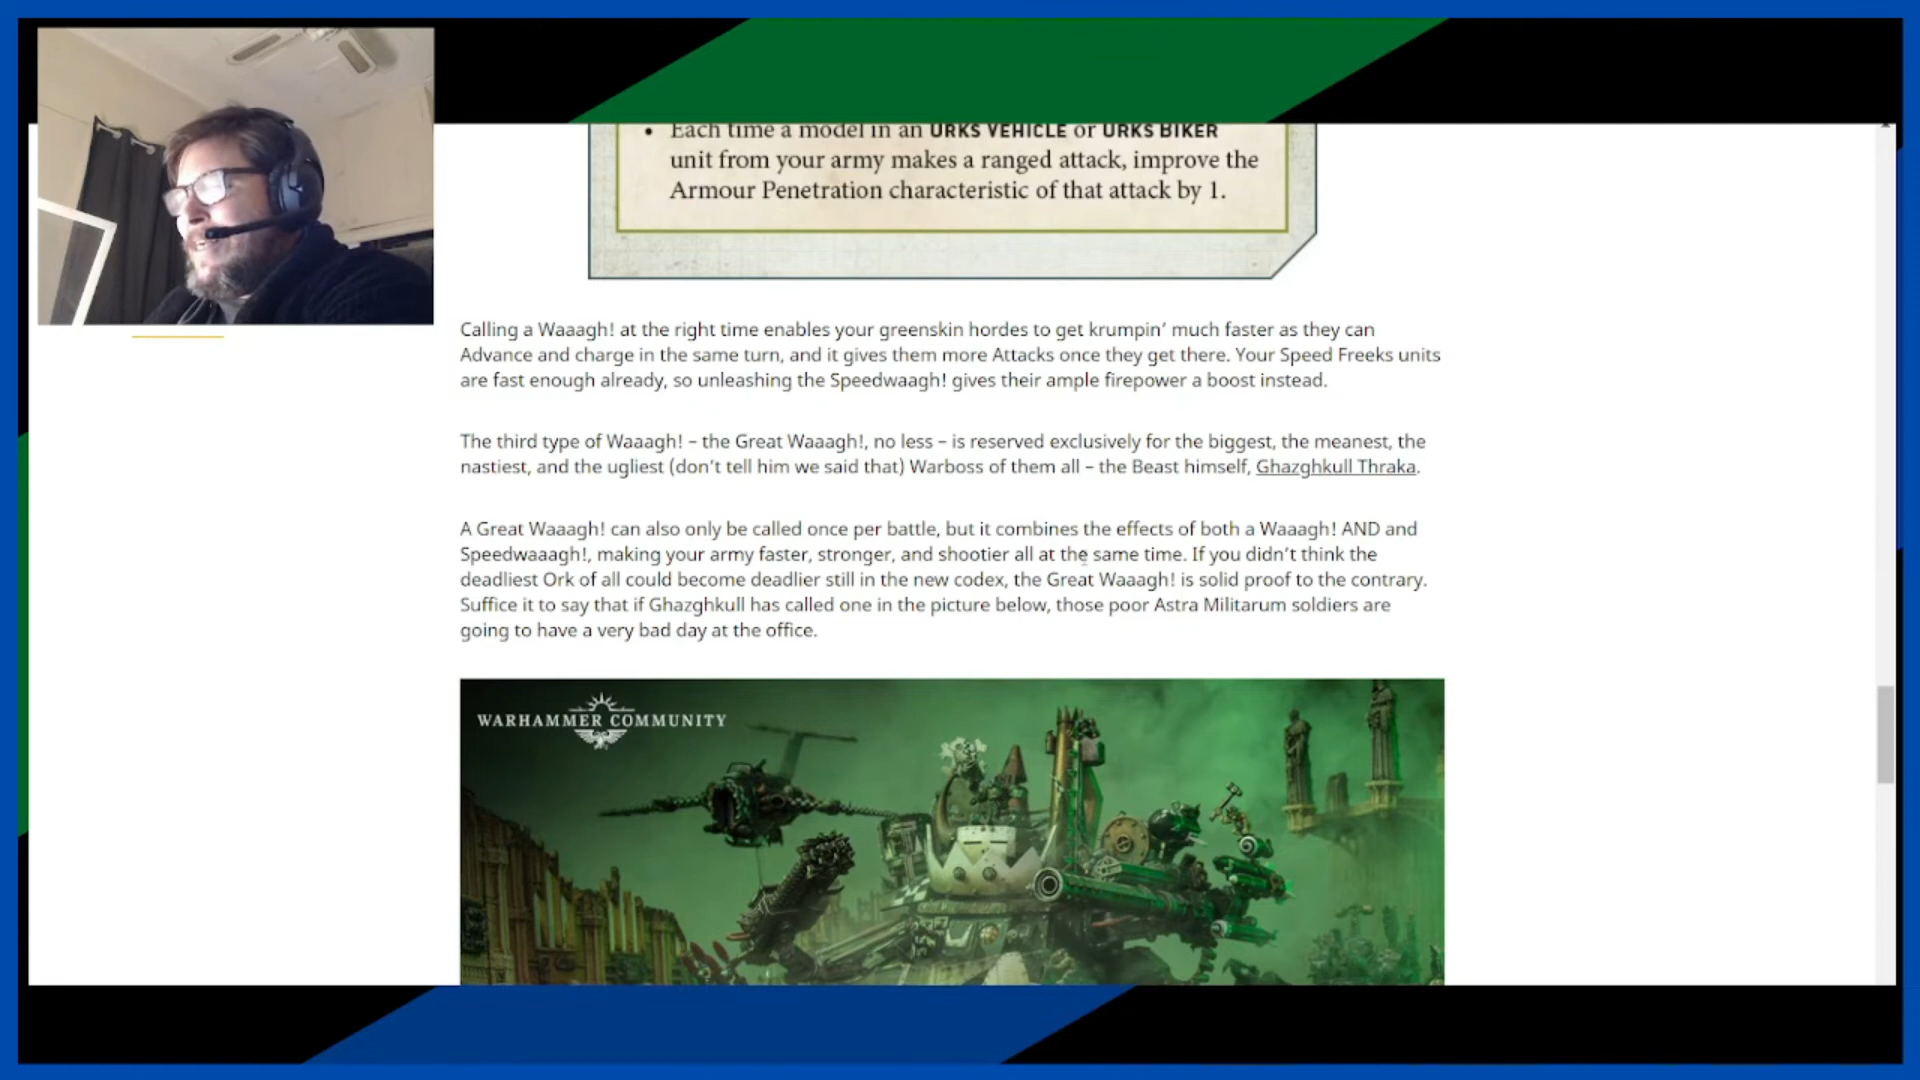 • Each time a model in an URKS VEHICLE or URKS BIKER
unit from your army makes a ranged attack, improve the
Armour Penetration characteristic of that attack by 1.
Calling a Waaagh! at the right time enables your greenskin hordes to get krumpin’ much faster as they can
Advance and charge in the same turn, and it gives them more Attacks once they get there. Your Speed Freeks units
are fast enough already, so unleashing the Speedwaagh! gives their ample firepower a boost instead.
The third type of Waaagh! – the Great Waaagh!, no less – is reserved exclusively for the biggest, the meanest, the
nastiest, and the ugliest (don’t tell him we said that) Warboss of them all – the Beast himself, Ghazghkull Thraka.
A Great Waaagh! can also only be called once per battle, but it combines the effects of both a Waaagh! AND and
Speedwaaagh!, making your army faster, stronger, and shootier all at the same time. If you didn’t think the
deadliest Ork of all could become deadlier still in the new codex, the Great Waaagh! is solid proof to the contrary.
Suffice it to say that if Ghazghkull has called one in the picture below, those poor Astra Militarum soldiers are
going to have a very bad day at the office.
WARHAMMER COMMUNITY